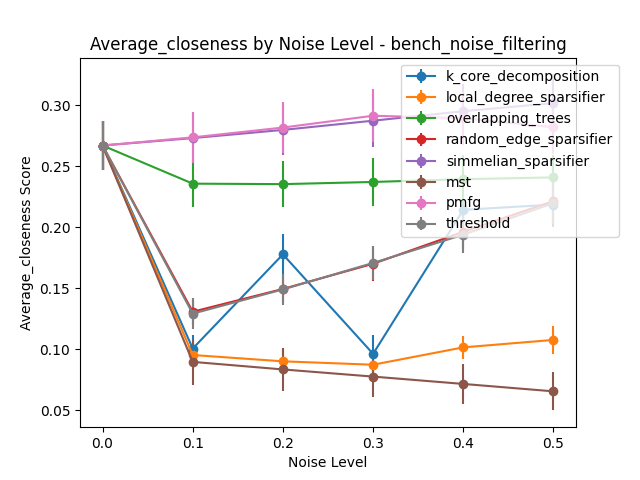 Average_closeness by Noise Level - bench_noise_filtering
Average_closeness Score
0.30
0.25
0.20
0.15
0.10
0.05
k_core_decomposition
local_degree_sparsifier
overlapping_trees
random_edge_sparsifier
simmelian_sparsifier
mst
pmfg
threshold
0.0 0.1 0.2 0.3 0.4 0.5
Noise Level